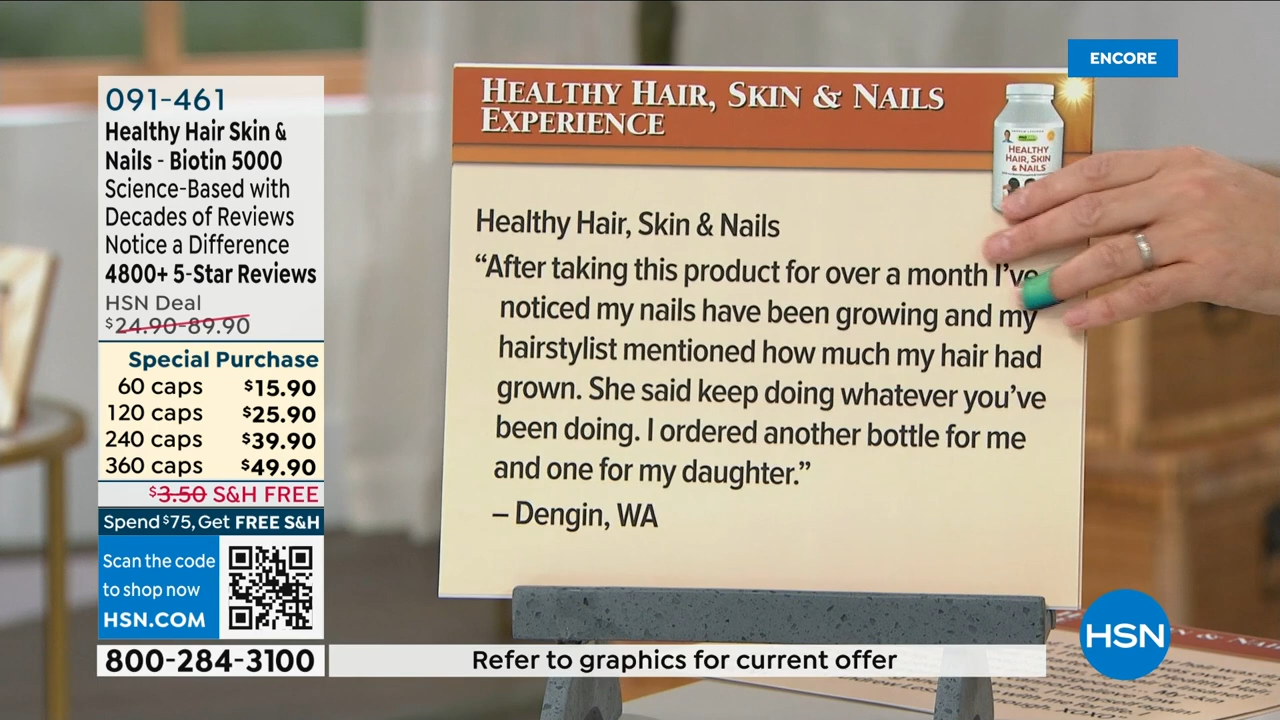 ENCORE
091-461
Healthy Hair Skin &
Nails - Biotin 5000
Science-Based with
Decades of Reviews
Notice a Difference
4800+ 5-Star Reviews
HSN Deal
$24.90-89.90
Special Purchase
60 caps $15.90
120 caps $25.90
240 caps $39.90
360 caps $49.90
$3.50 S&H FREE
Spend $75, Get FREE S&H
Scan the code
to shop now
HSN.COM
800-284-3100
Refer to graphics for current offer
HSN
HEALTHY HAIR, SKIN & NAILS
EXPERIENCE
HEALTHY
HAIR, SKIN
& NAILS
Healthy Hair, Skin & Nails
“After taking this product for over a month I’ve
noticed my nails have been growing and my
hairstylist mentioned how much my hair had
grown. She said keep doing whatever you’ve
been doing. I ordered another bottle for me
and one for my daughter.”
– Dengin, WA